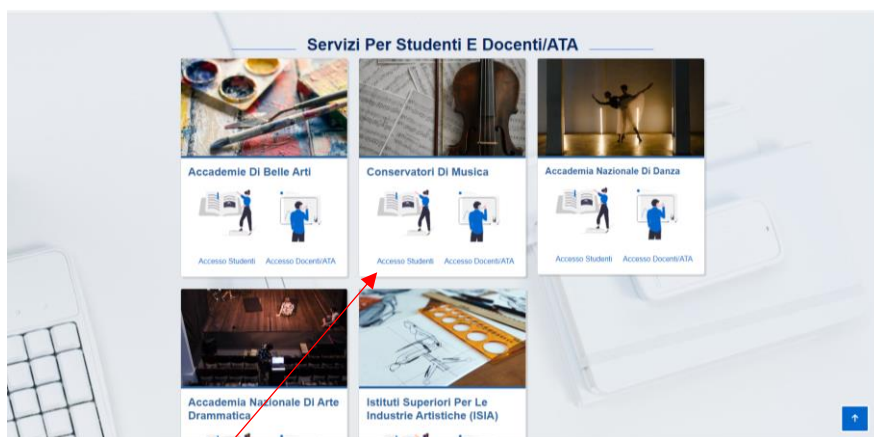 Servizi Per Studenti E Docenti/ATA
Accademie Di Belle Arti
Accesso Studenti Accesso Docenti/ATA
Conservatori Di Musica
Accesso Studenti Accesso Docenti/ATA
Accademia Nazionale Di Danza
Accesso Studenti Accesso Docenti/ATA
Accademia Nazionale Di Arte
Drammatica
Istituti Superiori Per Le
Industrie Artistiche (ISIA)